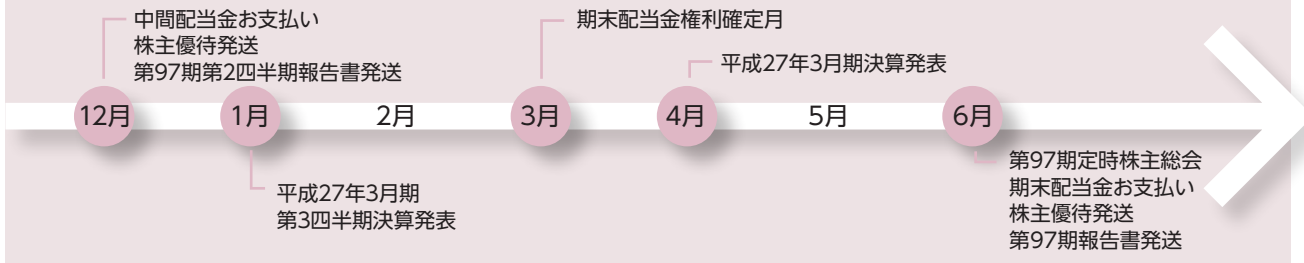 中間配当金お支払い
株主優待発送
第97期第2四半期報告書発送
期末配当金権利確定月
平成27年3月期決算発表
12月
1月
2月
3月
4月
5月
6月
平成27年3月期
第3四半期決算発表
第97期定時株主総会
期末配当金お支払い
株主優待発送
第97期報告書発送